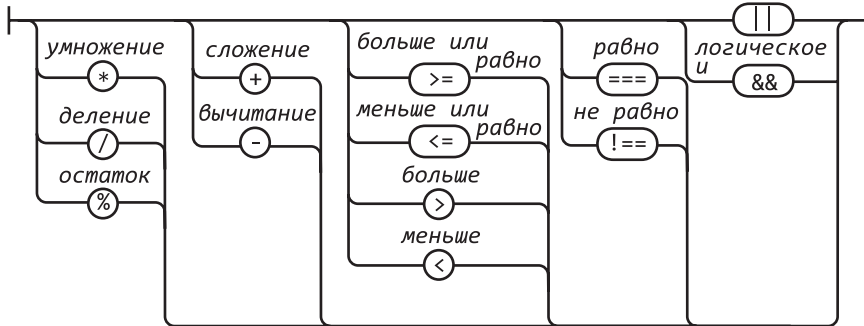 умножение
*
деление
/
остаток
%
сложение
+
вычитание
-
больше или
равно
>=
меньше или
равно
<=
больше
>
меньше
<
равно
===
не равно
!==
||
логическое
и
&&